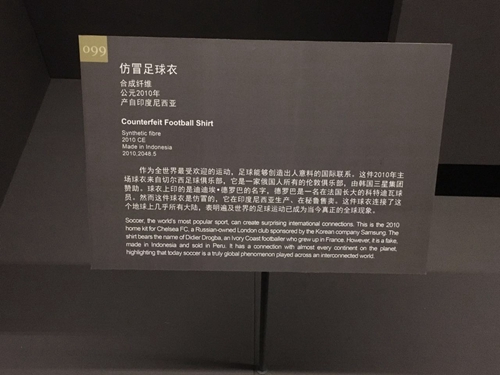 099
仿冒足球衣
合成纤维
公元2010年
产自印度尼西亚
Counterfeit Football Shirt
Synthetic fibre
2010 CE
Made in Indonesia
2010,2048.5
作为全世界最受欢迎的运动，足球能够创造出人意料的国际联系。这件2010年主
场球衣来自切尔西足球俱乐部，它是一家俄国人所有的伦敦俱乐部，由韩国三星集团
赞助。球衣上印的是迪迪埃·德罗巴的名字，德罗巴是一名在法国长大的科特迪瓦球
员。然而这件球衣是仿冒的，它在印度尼西亚生产、在秘鲁售卖。这件球衣连接了这
个地球上几乎所有大陆，表明遍及世界的足球运动已成为当今真正的全球现象。
Soccer, the world's most popular sport, can create surprising international connections. This is the 2010
home kit for Chelsea FC, a Russian-owned London club sponsored by the Korean company Samsung. The
shirt bears the name of Didier Drogba, an Ivory Coast footballer who grew up in France. However, it is a fake,
made in Indonesia and sold in Peru. It has a connection with almost every continent on the planet,
highlighting that today soccer is a truly global phenomenon played across an interconnected world.